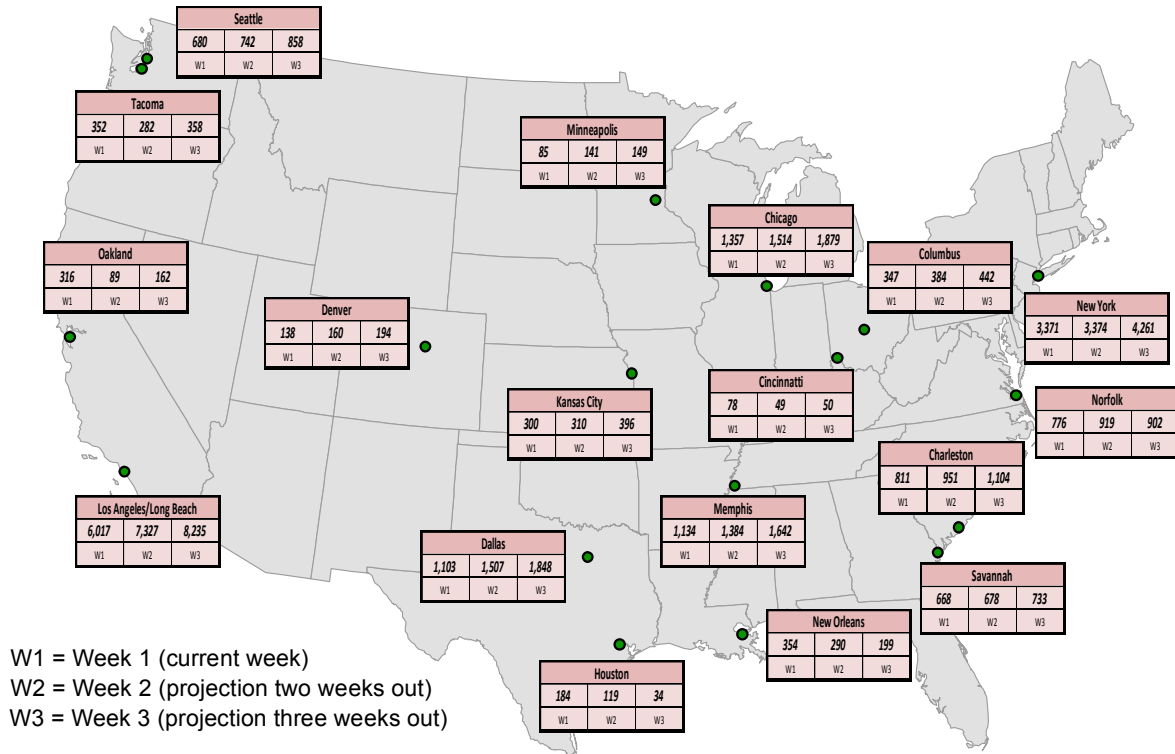 Seattle
680 742 858
W1 W2 W3
Tacoma
352 282 358
W1 W2 W3
Minneapolis
85 141 149
W1 W2 W3
Chicago
1,357 1,514 1,879
W1 W2 W3
Oakland
316 89 162
W1 W2 W3
Columbus
347 384 442
W1 W2 W3
Denver
138 160 194
W1 W2 W3
New York
3,371 3,374 4,261
W1 W2 W3
Cincinnatti
78 49 50
W1 W2 W3
Kansas City
300 310 396
W1 W2 W3
Norfolk
776 919 902
W1 W2 W3
Charleston
811 951 1,104
W1 W2 W3
Los Angeles/Long Beach
6,017 7,327 8,235
W1 W2 W3
Memphis
1,134 1,384 1,642
W1 W2 W3
Dallas
1,103 1,507 1,848
W1 W2 W3
Savannah
668 678 733
W1 W2 W3
New Orleans
354 290 199
W1 W2 W3
Houston
184 119 34
W1 W2 W3
W1 = Week 1 (current week)
W2 = Week 2 (projection two weeks out)
W3 = Week 3 (projection three weeks out)